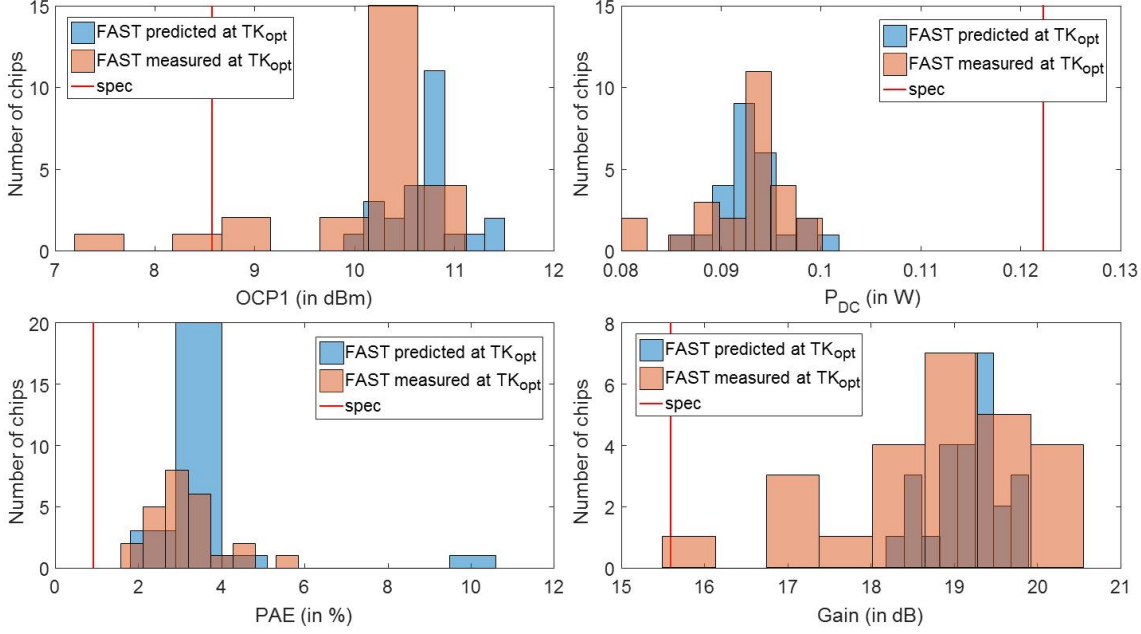 15
10
5
0
Number of chips
FAST predicted at TKopt
FAST measured at TKopt
spec
7
8
9
10
11
12
OCP1 (in dBm)
15
10
5
0
Number of chips
FAST predicted at TKopt
FAST measured at TKopt
spec
0.08
0.09
0.1
0.11
0.12
0.13
PDC (in W)
20
15
10
5
0
Number of chips
FAST predicted at TKopt
FAST measured at TKopt
spec
0
2
4
6
8
10
12
PAE (in %)
8
6
4
2
0
Number of chips
FAST predicted at TKopt
FAST measured at TKopt
spec
15
16
17
18
19
20
21
Gain (in dB)